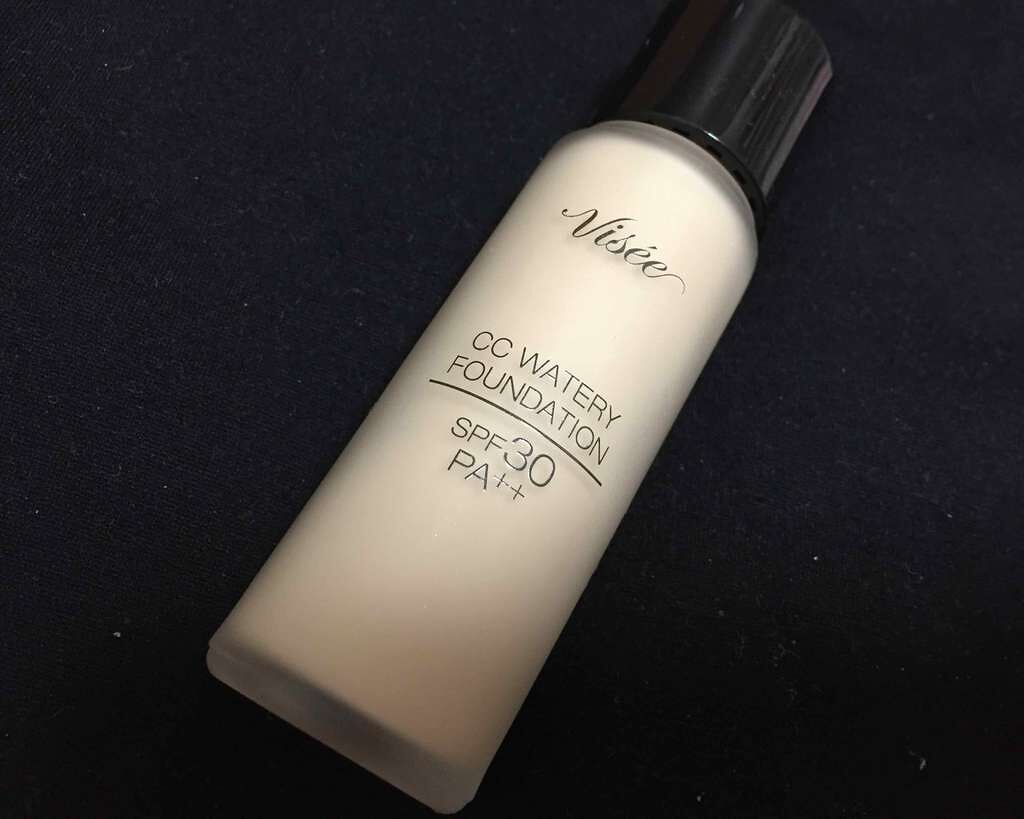 Visée
CC WATERY
FOUNDATION
SPF30
PA++